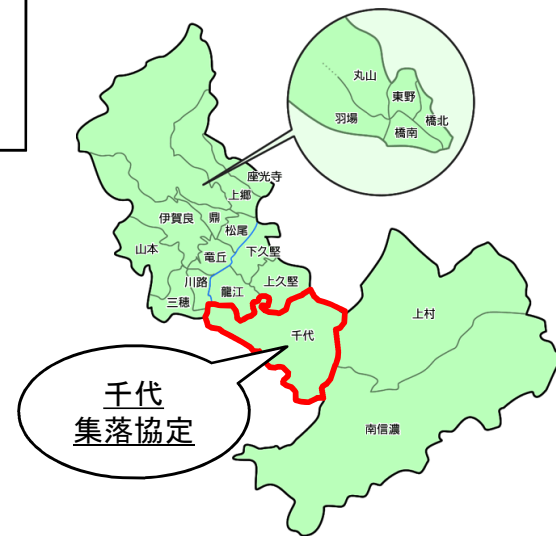 丸山
東野
羽場
橋北
橋南
座光寺
上郷
伊賀良
鼎
松尾
山本
竜丘
下久堅
川路
龍江
上久堅
三穂
千代
上村
千代
集落協定
南信濃